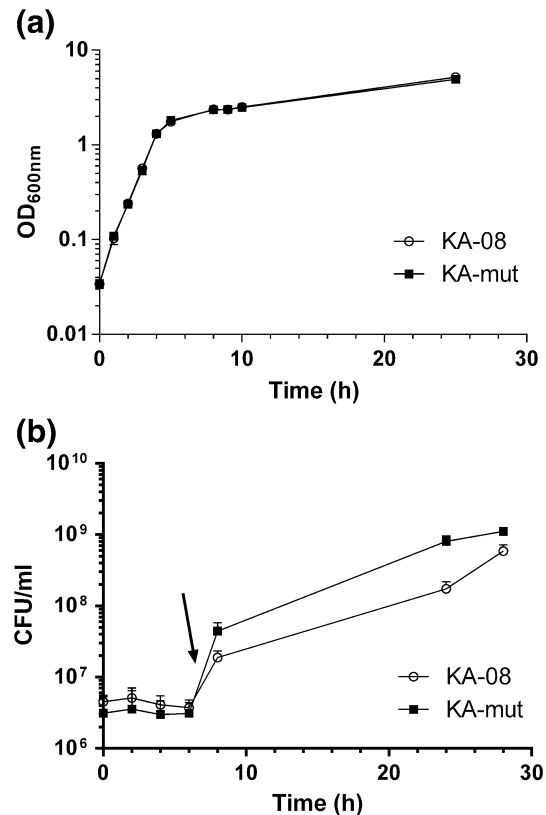 (a)
10
1
0.1
0.01
OD600nm
KA-08
KA-mut
0 10 20 30
Time (h)
(b)
10^10
10^9
10^8
10^7
10^6
CFU/ml
KA-08
KA-mut
0 10 20 30
Time (h)